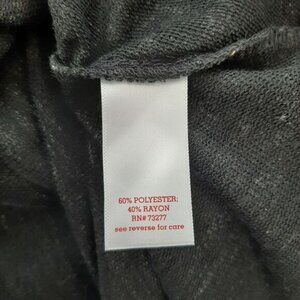 60% POLYESTER;
40% RAYON
RN# 73277
see reverse for care